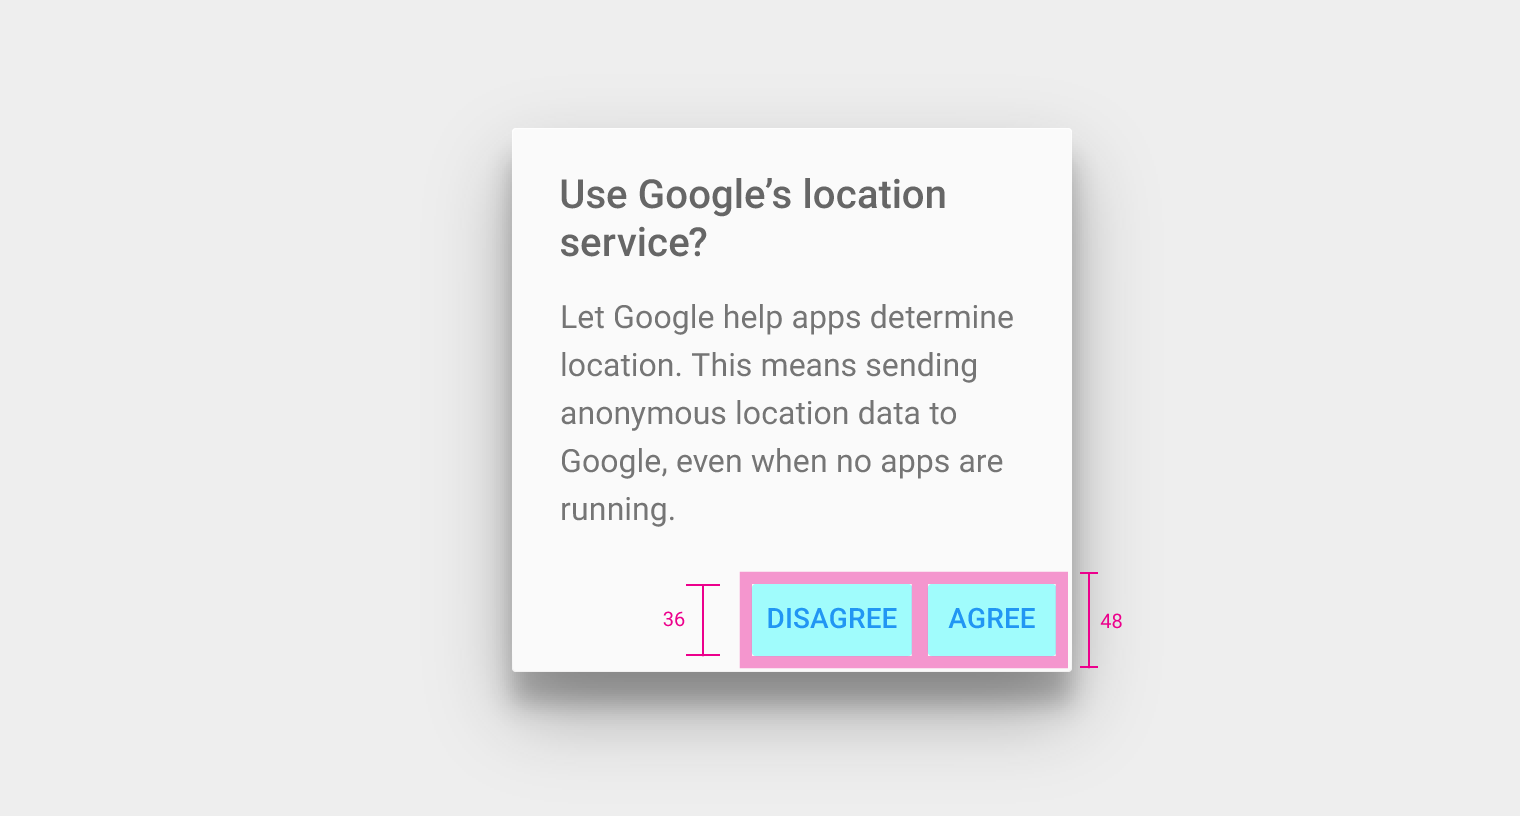 Use Google’s location
service?
Let Google help apps determine
location. This means sending
anonymous location data to
Google, even when no apps are
running.
36
DISAGREE
AGREE
48